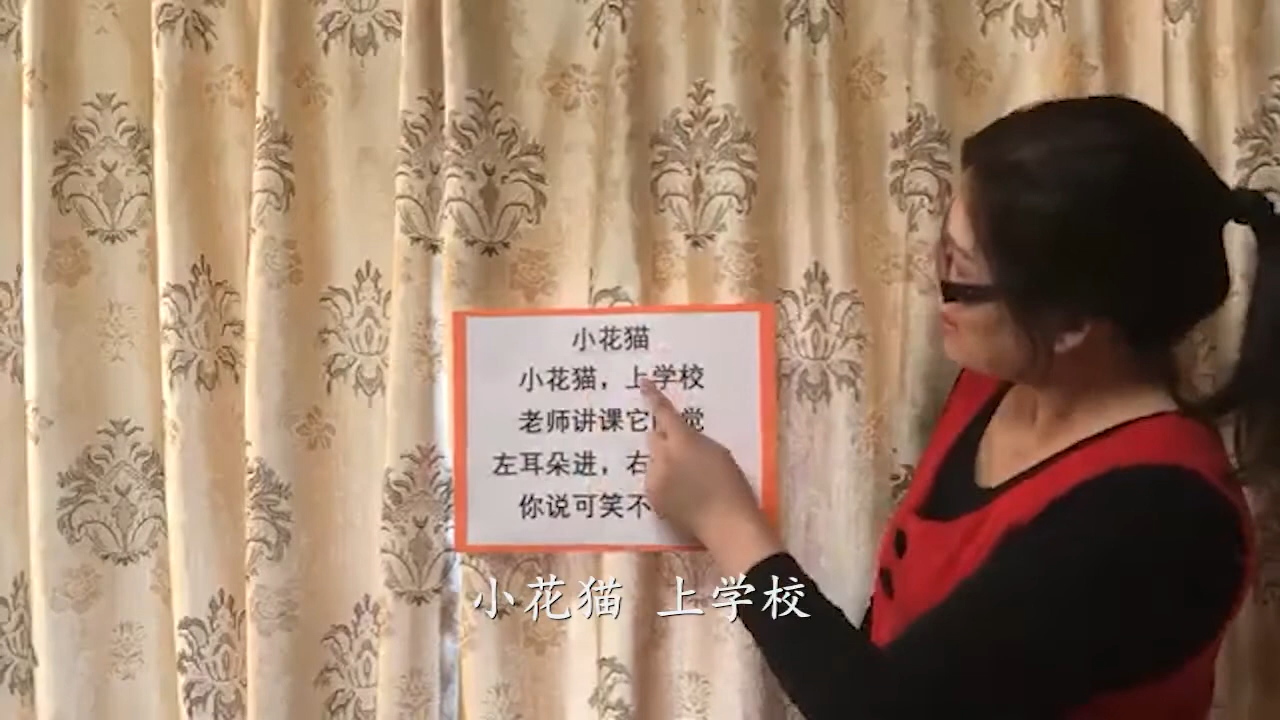 小花猫
小花猫，上学校
老师讲课它 觉
左耳朵进，右
你说可笑不
小花猫 上学校